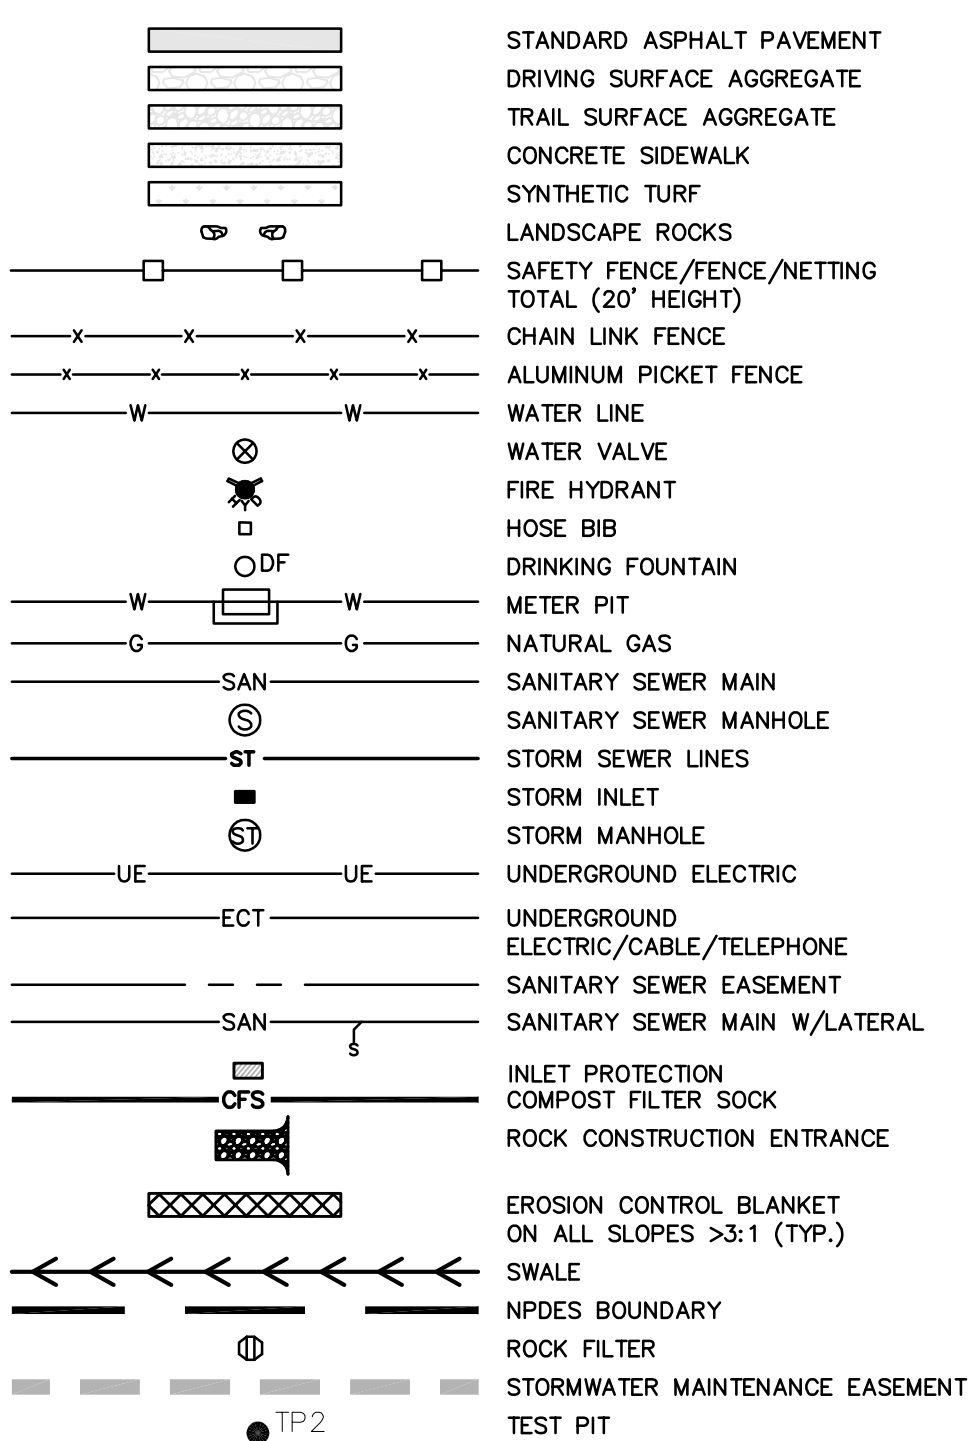 STANDARD ASPHALT PAVEMENT
DRIVING SURFACE AGGREGATE
TRAIL SURFACE AGGREGATE
CONCRETE SIDEWALK
SYNTHETIC TURF
LANDSCAPE ROCKS
SAFETY FENCE/FENCE/NETTING
TOTAL (20' HEIGHT)
X X X X CHAIN LINK FENCE
X X X X X ALUMINUM PICKET FENCE
W W WATER LINE
WATER VALVE
HYD FIRE HYDRANT
HOSE BIB
DF DRINKING FOUNTAIN
W W METER PIT
G G NATURAL GAS
SAN SANITARY SEWER MAIN
S SANITARY SEWER MANHOLE
ST STORM SEWER LINES
STORM INLET
ST STORM MANHOLE
UE UE UNDERGROUND ELECTRIC
ECT UNDERGROUND
ELECTRIC/CABLE/TELEPHONE
SANITARY SEWER EASEMENT
SAN SANITARY SEWER MAIN W/LATERAL
S
INLET PROTECTION
CFS COMPOST FILTER SOCK
ROCK CONSTRUCTION ENTRANCE
EROSION CONTROL BLANKET
ON ALL SLOPES >3:1 (TYP.)
SWALE
NPDES BOUNDARY
ROCK FILTER
STORMWATER MAINTENANCE EASEMENT
TP2 TEST PIT